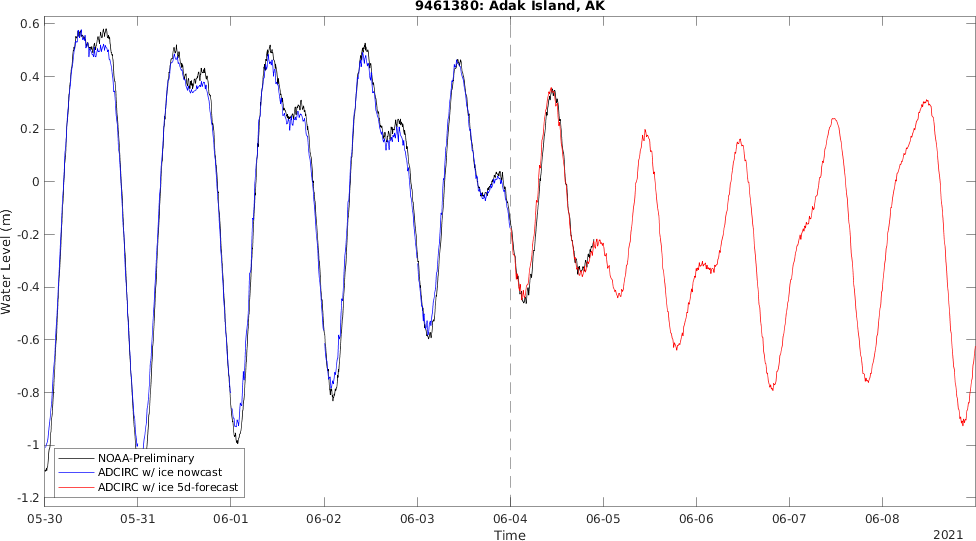 9461380: Adak Island, AK
0.6
0.4
0.2
0
-0.2
-0.4
-0.6
-0.8
-1
-1.2
Water Level (m)
NOAA-Preliminary
ADCIRC w/ ice nowcast
ADCIRC w/ ice 5d-forecast
05-30 05-31 06-01 06-02 06-03 06-04 06-05 06-06 06-07 06-08
Time
2021